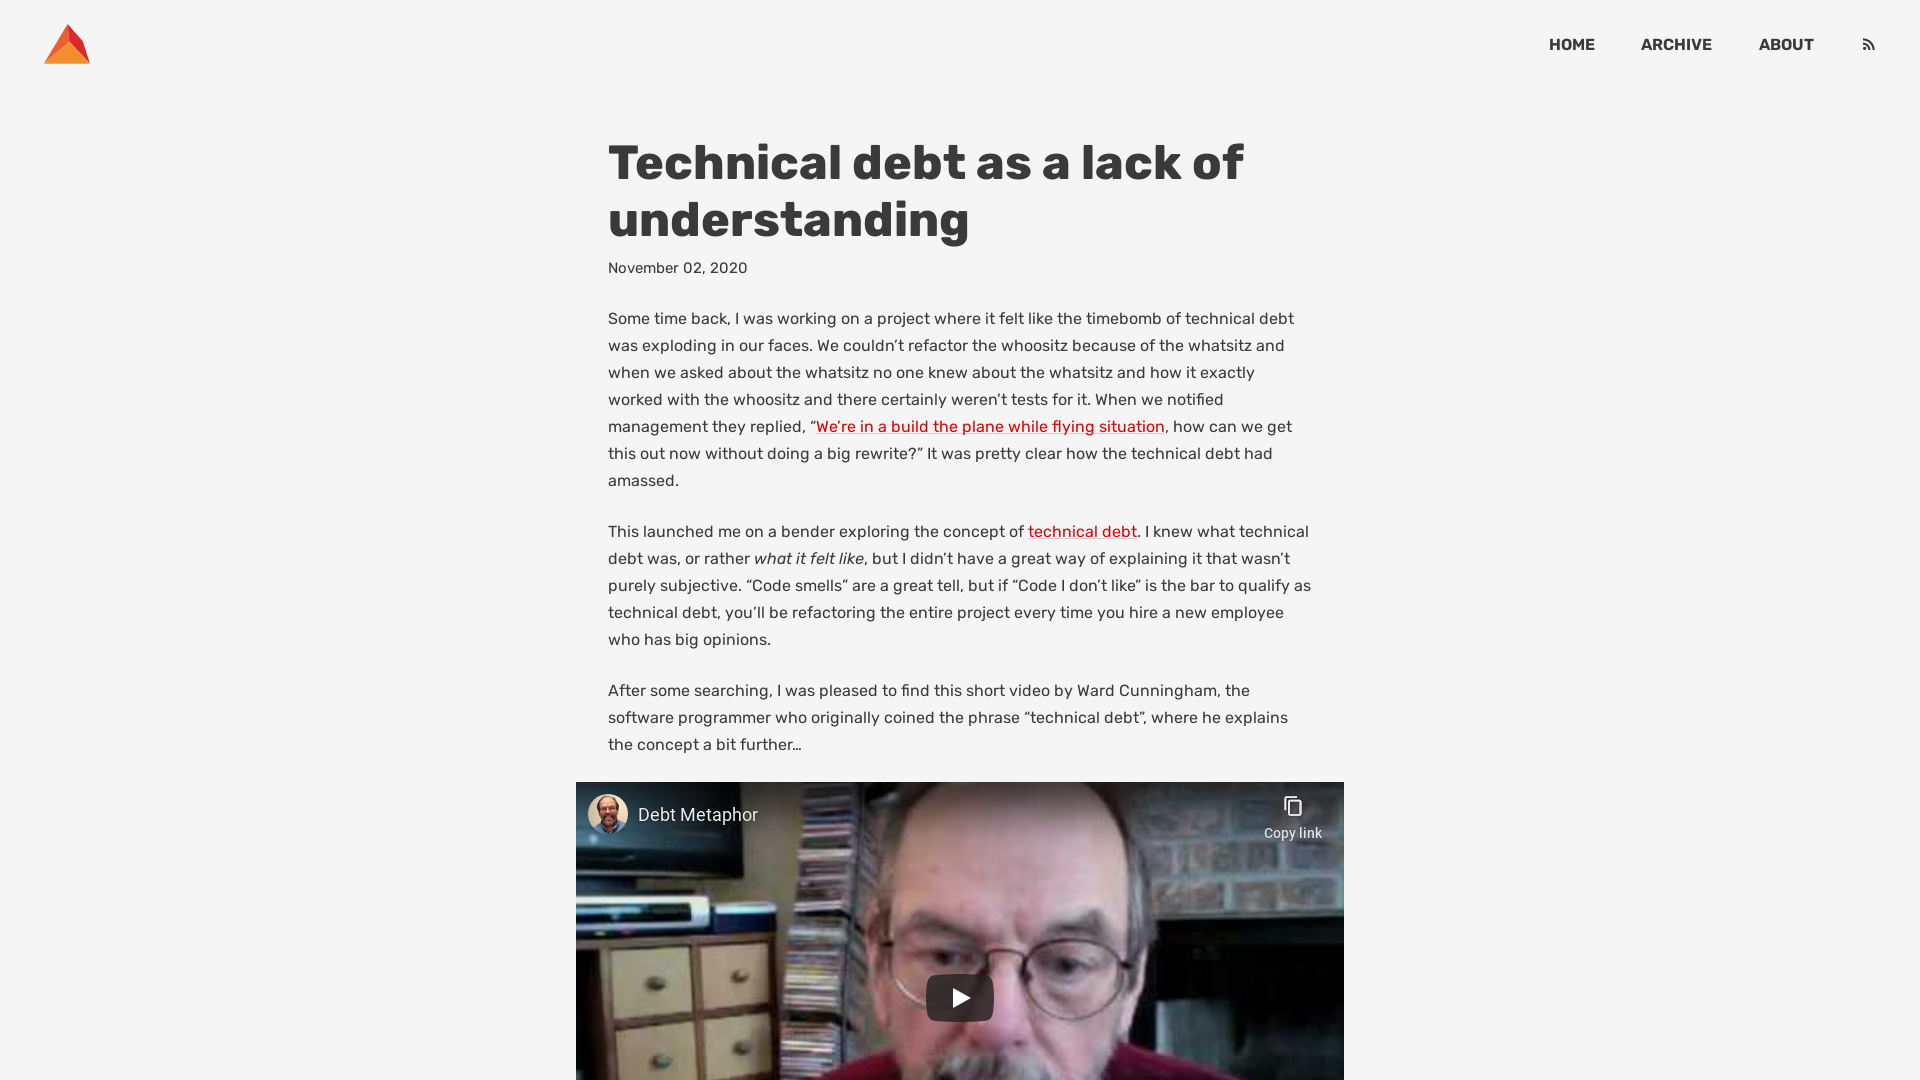 HOME
ARCHIVE
ABOUT
Technical debt as a lack of
understanding
November 02, 2020
Some time back, I was working on a project where it felt like the timebomb of technical debt
was exploding in our faces. We couldn’t refactor the whoositz because of the whatsitz and
when we asked about the whatsitz no one knew about the whatsitz and how it exactly
worked with the whoositz and there certainly weren’t tests for it. When we notified
management they replied, “We’re in a build the plane while flying situation, how can we get
this out now without doing a big rewrite?” It was pretty clear how the technical debt had
amassed.
This launched me on a bender exploring the concept of technical debt. I knew what technical
debt was, or rather what it felt like, but I didn’t have a great way of explaining it that wasn’t
purely subjective. “Code smells” are a great tell, but if “Code I don’t like” is the bar to qualify as
technical debt, you’ll be refactoring the entire project every time you hire a new employee
who has big opinions.
After some searching, I was pleased to find this short video by Ward Cunningham, the
software programmer who originally coined the phrase “technical debt”, where he explains
the concept a bit further…
Debt Metaphor
Copy link